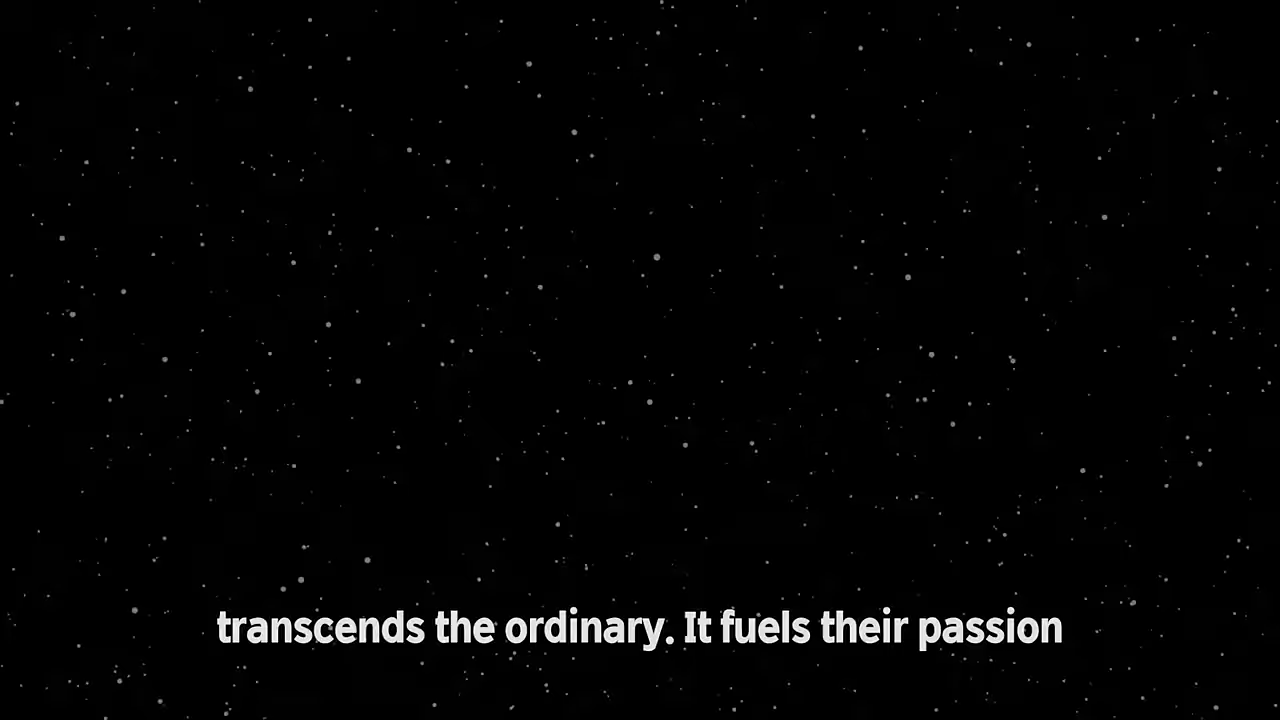 transcends the ordinary. It fuels their passion